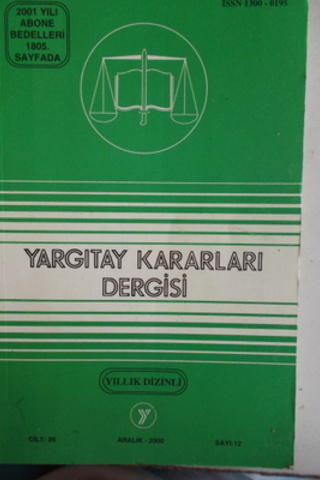 2001 YILI
ABONE
BEDELLERİ
1805.
SAYFADA
ISSN 1300 - 0195
YARGITAY KARARLARI
DERGİSİ
YILLIK DİZİNLİ
CİLT: 26
ARALIK - 2000
SAYI: 12